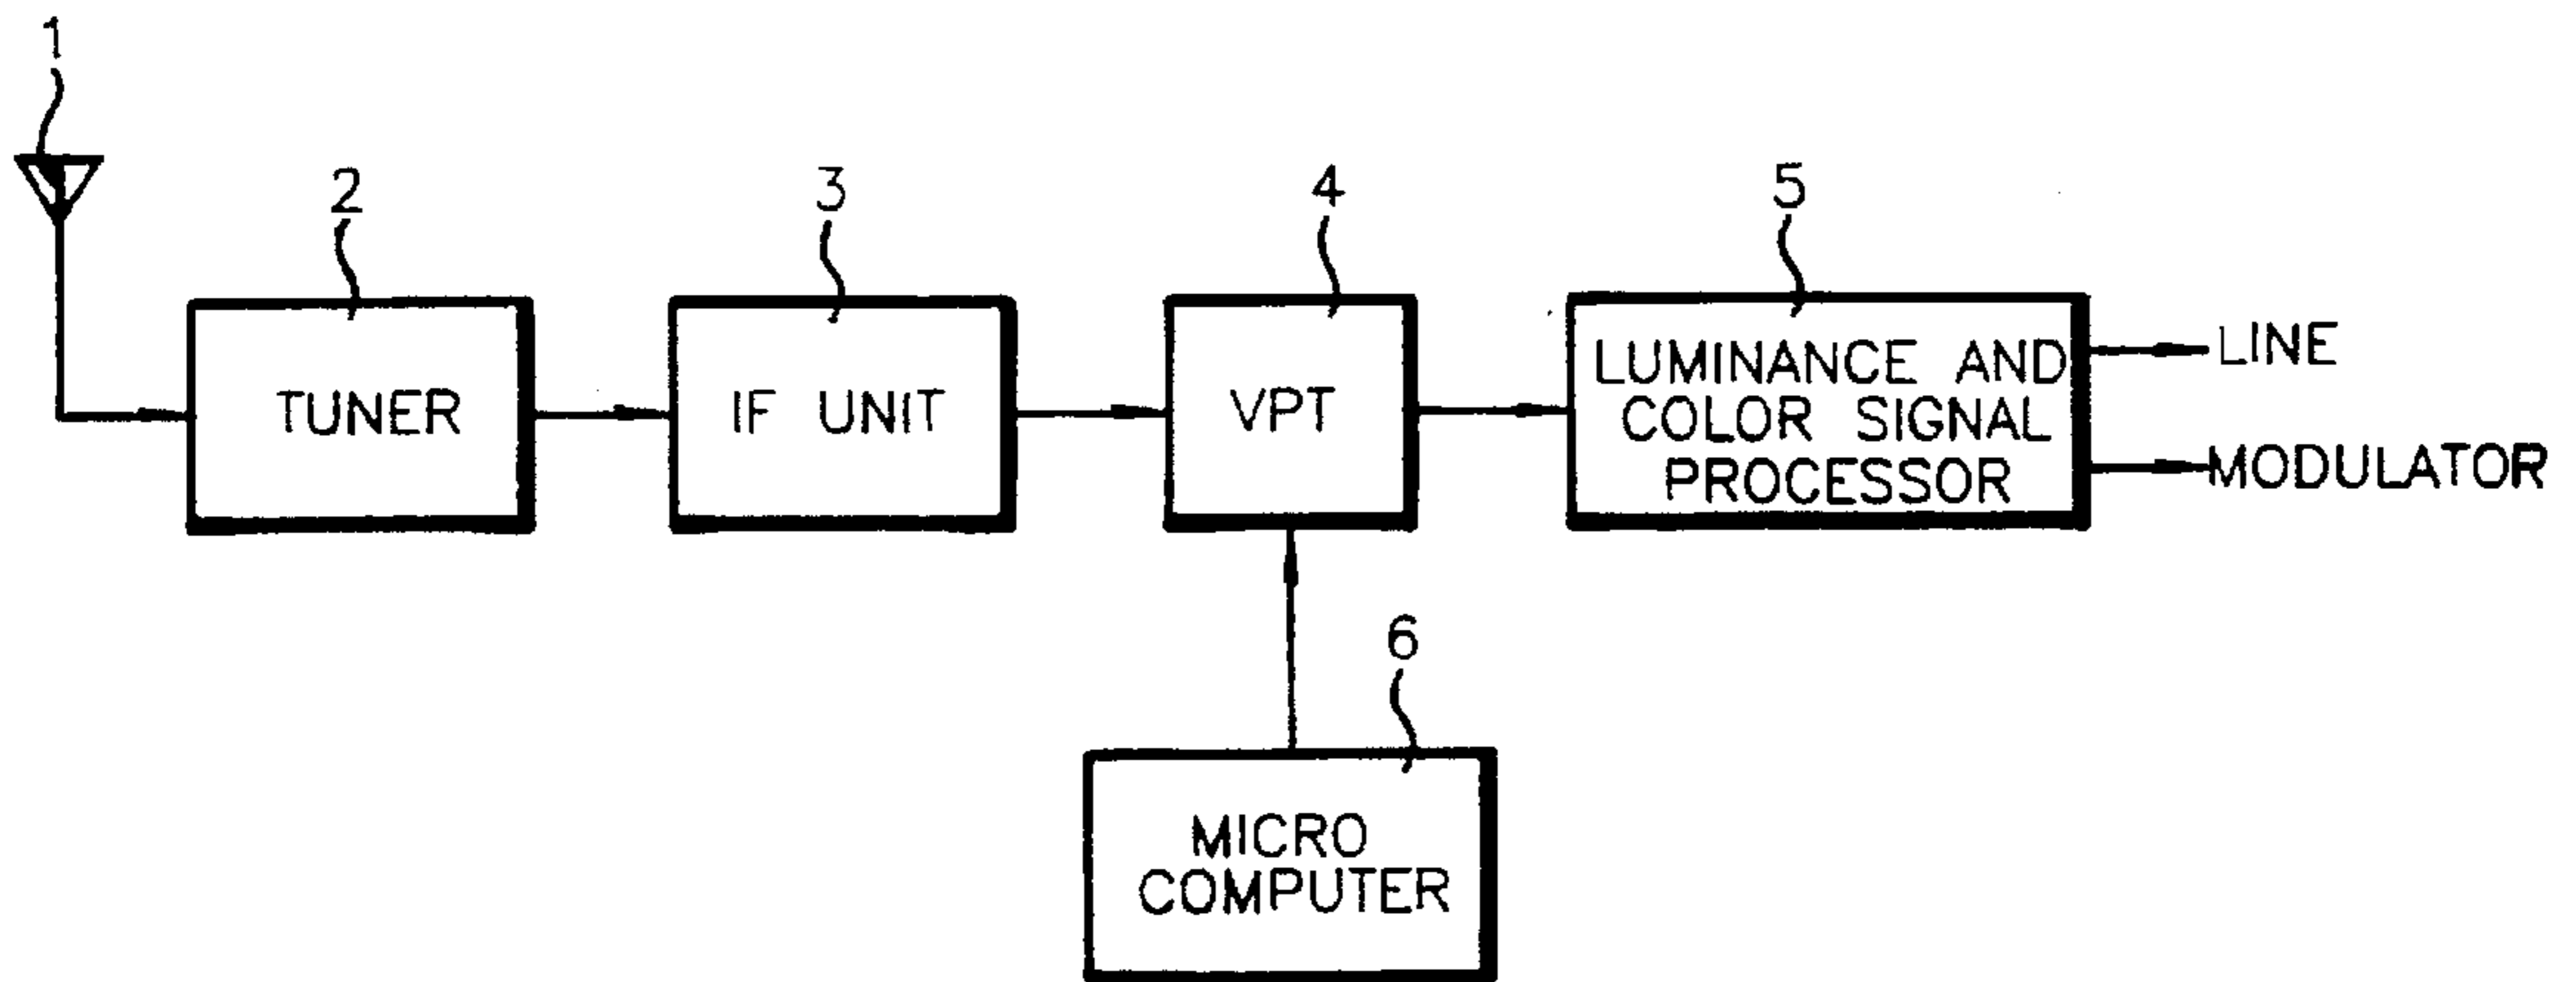 1
2
3
4
5
TUNER
IF UNIT
VPT
LUMINANCE AND
COLOR SIGNAL
PROCESSOR
LINE
MODULATOR
6
MICRO
COMPUTER